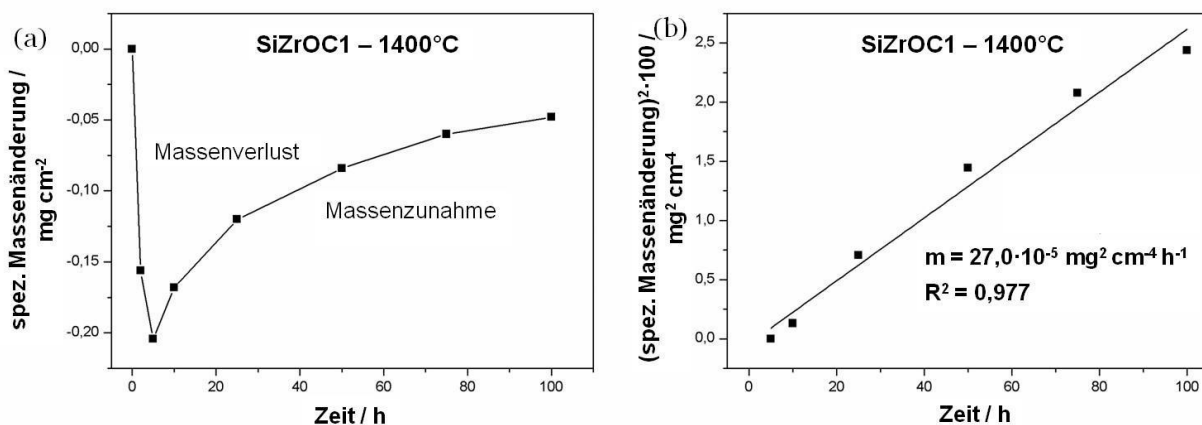 (a)
SiZrOC1 – 1400°C
spez. Massenänderung /
mg cm⁻²
0,00
-0,05
-0,10
-0,15
-0,20
Massenverlust
Massenzunahme
0 20 40 60 80 100
Zeit / h
(b)
SiZrOC1 – 1400°C
(spez. Massenänderung)²·100 /
mg² cm⁻⁴
2,5
2,0
1,5
1,0
0,5
0,0
m = 27,0·10⁻⁵ mg² cm⁻⁴ h⁻¹
R² = 0,977
0 20 40 60 80 100
Zeit / h